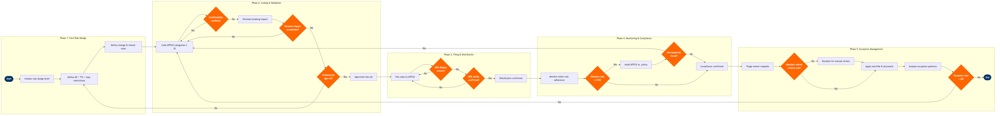 Phase 1: Fare Rule Design
Start
Initiate rule design brief
Define AP / TTL / stay
restrictions
Define change & refund
rules
Phase 2: Coding & Validation
Code ATPCO categories 2-
35
Combinability
conflicts?
Yes
No
Simulate booking impact
Revenue impact
acceptable?
No
Yes
Commercial
sign-off?
No
Yes
Approved rule set
Phase 3: Filing & Distribution
File rules to ATPCO
GDS display
correct?
No
Yes
NDC parity
confirmed?
No
Yes
Distribution confirmed
Phase 4: Monitoring & Compliance
Monitor ticket rule
adherence
Violation rate
> 0.5%?
Yes
No
Audit ATPCO vs. policy
Discrepancies
found?
Yes
No
Compliance confirmed
Phase 5: Exception Management
Triage waiver requests
Standard waiver
criteria met?
No
Yes
Escalate for manual review
Apply override & document
Analyse exception patterns
Exception rate
> 2%?
Yes
No
End